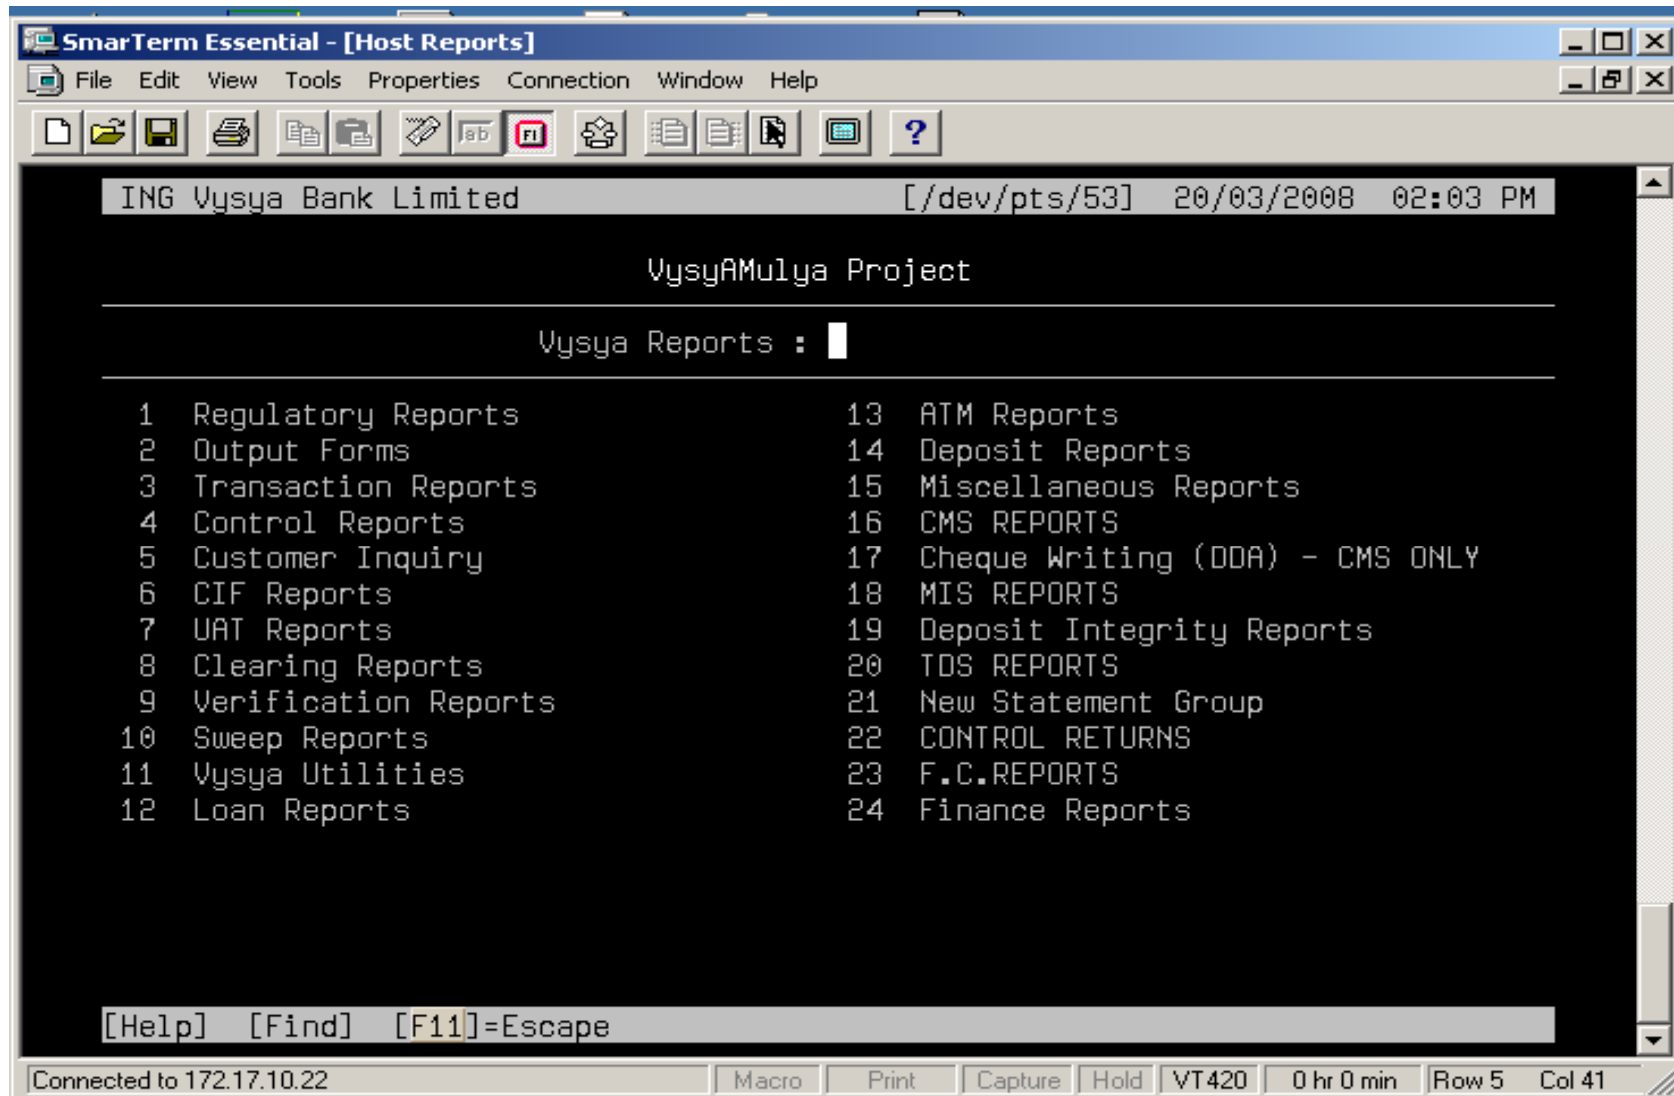 SmarTerm Essential - [Host Reports]
File Edit View Tools Properties Connection Window Help
ab F1 ?
ING Vysya Bank Limited [/dev/pts/53] 20/03/2008 02:03 PM
VysyAMulya Project
Vysya Reports :
1 Regulatory Reports 13 ATM Reports
2 Output Forms 14 Deposit Reports
3 Transaction Reports 15 Miscellaneous Reports
4 Control Reports 16 CMS REPORTS
5 Customer Inquiry 17 Cheque Writing (DDA) - CMS ONLY
6 CIF Reports 18 MIS REPORTS
7 UAT Reports 19 Deposit Integrity Reports
8 Clearing Reports 20 TDS REPORTS
9 Verification Reports 21 New Statement Group
10 Sweep Reports 22 CONTROL RETURNS
11 Vysya Utilities 23 F.C.REPORTS
12 Loan Reports 24 Finance Reports
[Help] [Find] [F11]=Escape
Connected to 172.17.10.22 Macro Print Capture Hold VT420 0 hr 0 min Row 5 Col 41